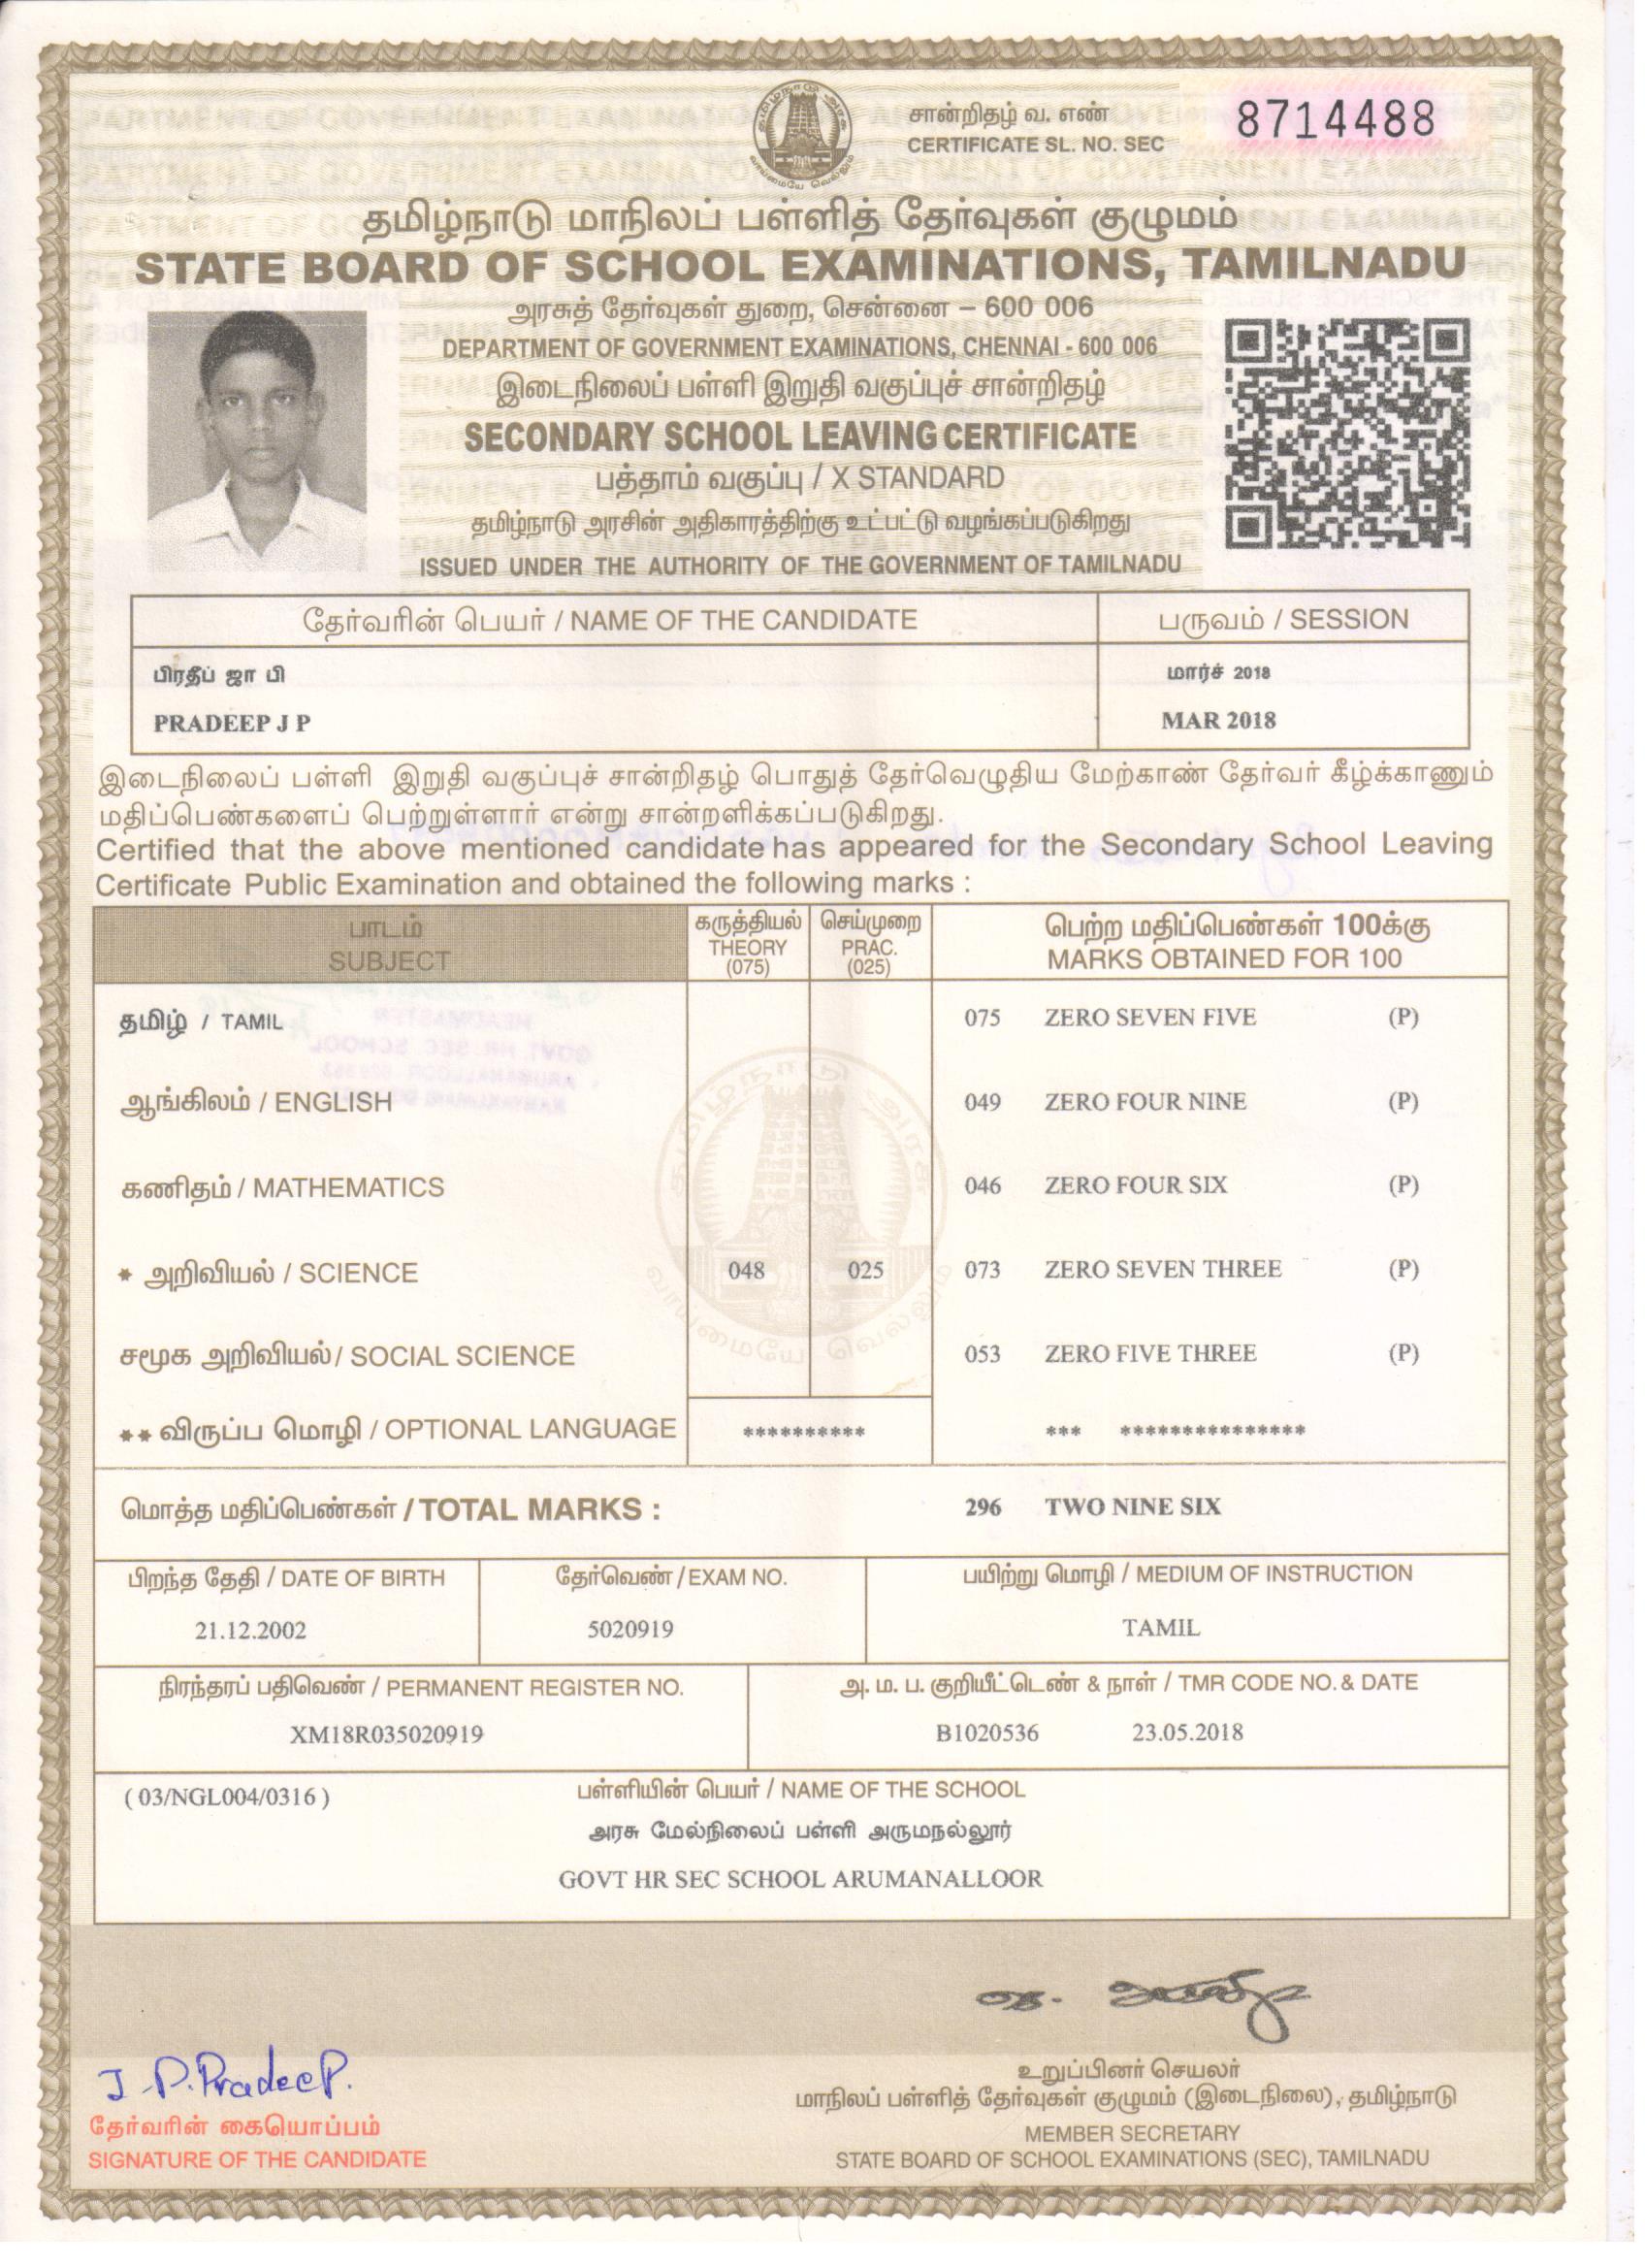 சான்றிதழ் வ. எண்
CERTIFICATE SL. NO. SEC
8714488
தமிழ்நாடு மாநிலப் பள்ளித் தேர்வுகள் குழுமம்
STATE BOARD OF SCHOOL EXAMINATIONS, TAMILNADU
அரசுத் தேர்வுகள் துறை, சென்னை – 600 006
DEPARTMENT OF GOVERNMENT EXAMINATIONS, CHENNAI - 600 006
இடைநிலைப் பள்ளி இறுதி வகுப்புச் சான்றிதழ்
SECONDARY SCHOOL LEAVING CERTIFICATE
பத்தாம் வகுப்பு / X STANDARD
தமிழ்நாடு அரசின் அதிகாரத்திற்கு உட்பட்டு வழங்கப்படுகிறது
ISSUED UNDER THE AUTHORITY OF THE GOVERNMENT OF TAMILNADU
தேர்வரின் பெயர் / NAME OF THE CANDIDATE பருவம் / SESSION
பிரதீப் ஜா பி மார்ச் 2018
PRADEEP J P MAR 2018
இடைநிலைப் பள்ளி இறுதி வகுப்புச் சான்றிதழ் பொதுத் தேர்வெழுதிய மேற்காண் தேர்வர் கீழ்க்காணும்
மதிப்பெண்களைப் பெற்றுள்ளார் என்று சான்றளிக்கப்படுகிறது.
Certified that the above mentioned candidate has appeared for the Secondary School Leaving
Certificate Public Examination and obtained the following marks :
பாடம் கருத்தியல் செய்முறை பெற்ற மதிப்பெண்கள் 100க்கு
SUBJECT THEORY PRAC. MARKS OBTAINED FOR 100
(075) (025)
தமிழ் / TAMIL 075 ZERO SEVEN FIVE (P)
ஆங்கிலம் / ENGLISH 049 ZERO FOUR NINE (P)
கணிதம் / MATHEMATICS 046 ZERO FOUR SIX (P)
* அறிவியல் / SCIENCE 048 025 073 ZERO SEVEN THREE (P)
சமூக அறிவியல் / SOCIAL SCIENCE 053 ZERO FIVE THREE (P)
** விருப்ப மொழி / OPTIONAL LANGUAGE ********** *** ***************
மொத்த மதிப்பெண்கள் / TOTAL MARKS : 296 TWO NINE SIX
பிறந்த தேதி / DATE OF BIRTH தேர்வெண் / EXAM NO. பயிற்று மொழி / MEDIUM OF INSTRUCTION
21.12.2002 5020919 TAMIL
நிரந்தரப் பதிவெண் / PERMANENT REGISTER NO. அ. ம. ப. குறியீட்டெண் & நாள் / TMR CODE NO. & DATE
XM18R035020919 B1020536 23.05.2018
( 03/NGL004/0316 ) பள்ளியின் பெயர் / NAME OF THE SCHOOL
அரசு மேல்நிலைப் பள்ளி அருமநல்லூர்
GOVT HR SEC SCHOOL ARUMANALLOOR
J. P. Pradeep.
தேர்வரின் கையொப்பம்
SIGNATURE OF THE CANDIDATE
உறுப்பினர் செயலர்
மாநிலப் பள்ளித் தேர்வுகள் குழுமம் (இடைநிலை), தமிழ்நாடு
MEMBER SECRETARY
STATE BOARD OF SCHOOL EXAMINATIONS (SEC), TAMILNADU